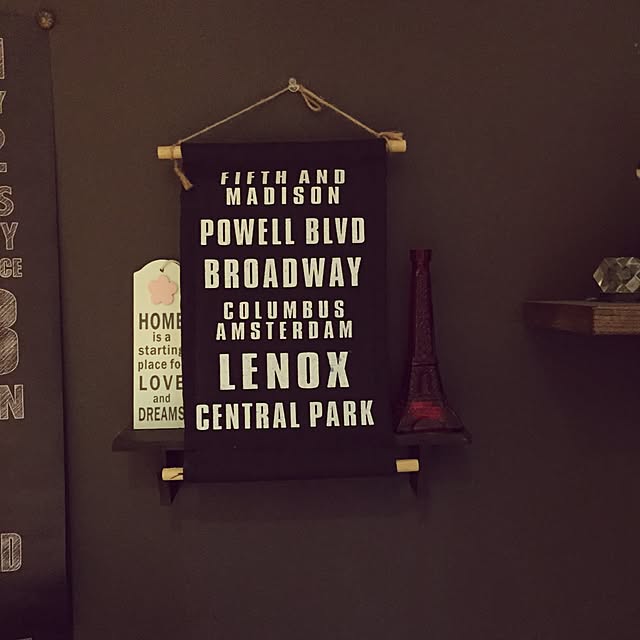 FIFTH AND
MADISON
POWELL BLVD
BROADWAY
COLUMBUS
AMSTERDAM
LENOX
CENTRAL PARK
HOME
is a
starting
place fo
LOVE
and
DREAMS
Y
S
Y
CE
N
D